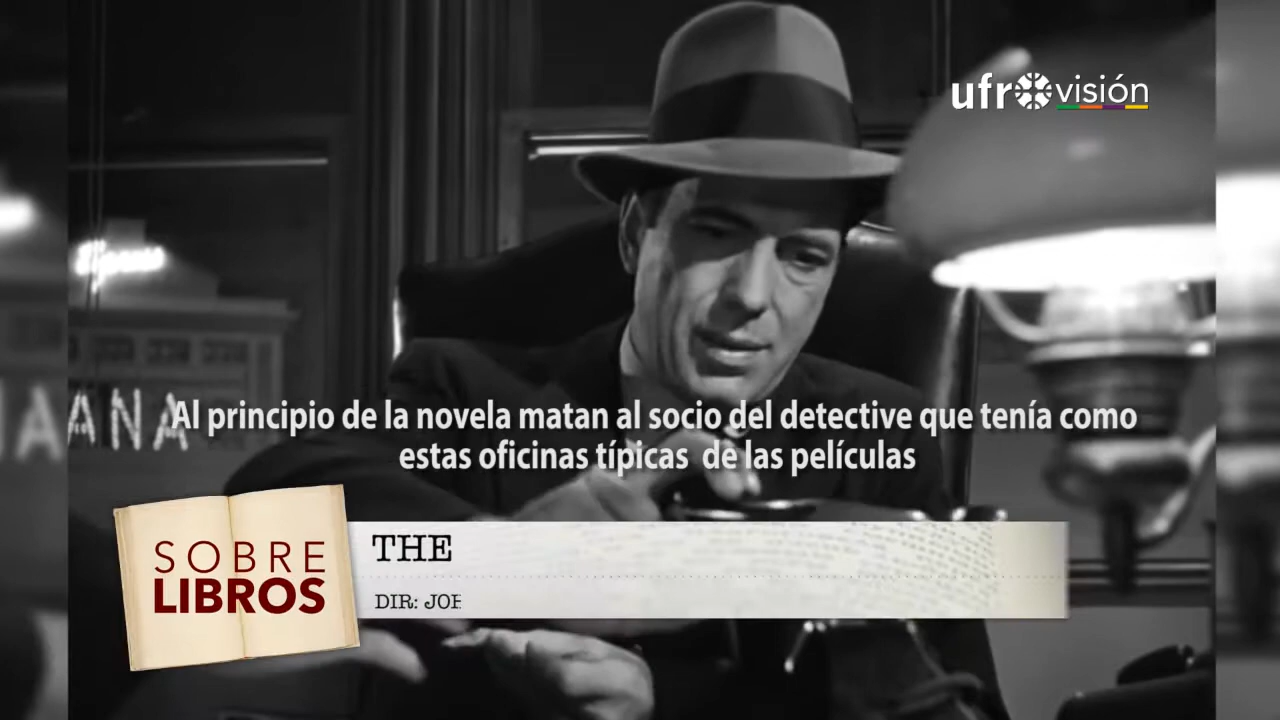 ufrovisión
ANA
Al principio de la novela matan al socio del detective que tenía como
estas oficinas típicas de las películas
SOBRE
LIBROS
THE
DIR: JOH